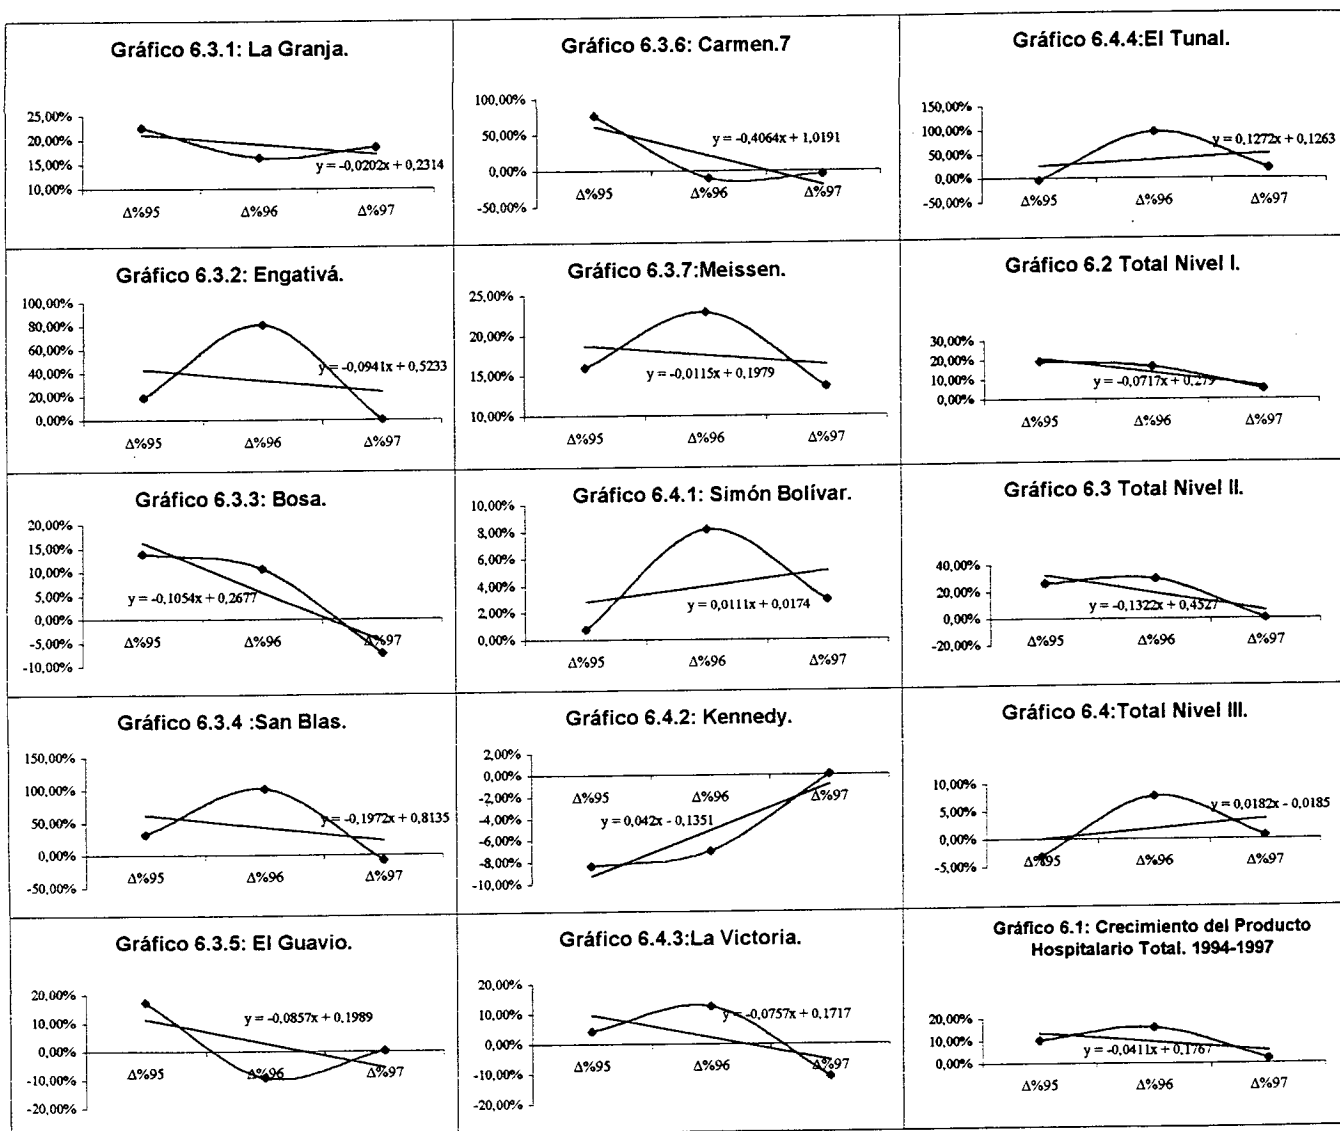 Gráfico 6.3.1: La Granja.
25,00%
20,00%
15,00%
10,00%
y = -0,0202x + 0,2314
Δ%95 Δ%96 Δ%97
Gráfico 6.3.6: Carmen.7
100,00%
50,00%
0,00%
-50,00%
y = -0,4064x + 1,0191
Δ%95 Δ%96 Δ%97
Gráfico 6.4.4:El Tunal.
150,00%
100,00%
50,00%
0,00%
-50,00%
y = 0,1272x + 0,1263
Δ%95 Δ%96 Δ%97
Gráfico 6.3.2: Engativá.
100,00%
80,00%
60,00%
40,00%
20,00%
0,00%
y = -0,0941x + 0,5233
Δ%95 Δ%96 Δ%97
Gráfico 6.3.7:Meissen.
25,00%
20,00%
15,00%
10,00%
y = -0,0115x + 0,1979
Δ%95 Δ%96 Δ%97
Gráfico 6.2 Total Nivel I.
30,00%
20,00%
10,00%
0,00%
y = -0,0717x + 0,279
Δ%95 Δ%96 Δ%97
Gráfico 6.3.3: Bosa.
20,00%
15,00%
10,00%
5,00%
0,00%
-5,00%
-10,00%
y = -0,1054x + 0,2677
Δ%95 Δ%96 Δ%97
Gráfico 6.4.1: Simón Bolívar.
10,00%
8,00%
6,00%
4,00%
2,00%
0,00%
y = 0,0111x + 0,0174
Δ%95 Δ%96 Δ%97
Gráfico 6.3 Total Nivel II.
40,00%
20,00%
0,00%
-20,00%
y = -0,1322x + 0,4527
Δ%95 Δ%96 Δ%97
Gráfico 6.3.4 :San Blas.
150,00%
100,00%
50,00%
0,00%
-50,00%
y = -0,1972x + 0,8135
Δ%95 Δ%96 Δ%97
Gráfico 6.4.2: Kennedy.
2,00%
0,00%
-2,00%
-4,00%
-6,00%
-8,00%
-10,00%
Δ%95 Δ%96 Δ%97
y = 0,042x - 0,1351
Gráfico 6.4:Total Nivel III.
10,00%
5,00%
0,00%
-5,00%
y = 0,0182x - 0,0185
Δ%95 Δ%96 Δ%97
Gráfico 6.3.5: El Guavio.
20,00%
10,00%
0,00%
-10,00%
-20,00%
y = -0,0857x + 0,1989
Δ%95 Δ%96 Δ%97
Gráfico 6.4.3:La Victoria.
20,00%
10,00%
0,00%
-10,00%
-20,00%
y = -0,0757x + 0,1717
Δ%95 Δ%96 Δ%97
Gráfico 6.1: Crecimiento del Producto
Hospitalario Total. 1994-1997
20,00%
10,00%
0,00%
y = -0,0411x + 0,1767
Δ%95 Δ%96 Δ%97